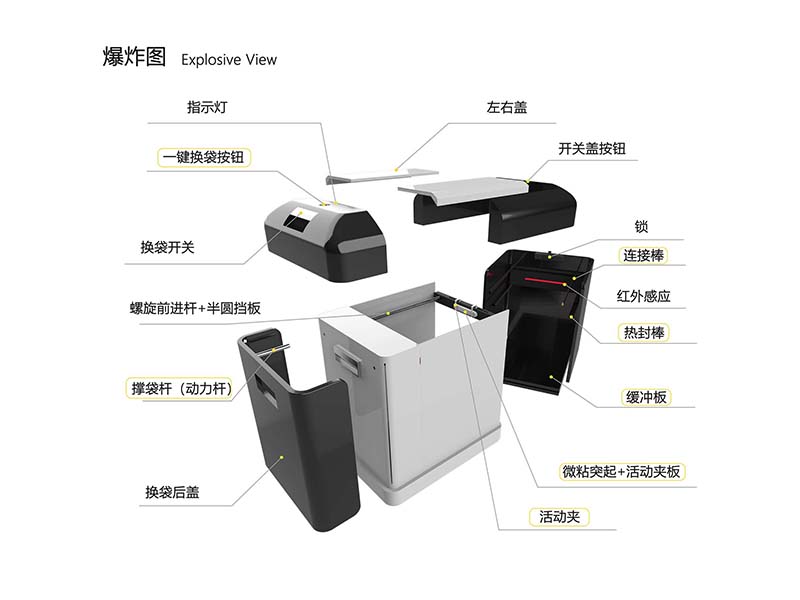 爆炸图 Explosive View
指示灯
左右盖
一键换袋按钮
开关盖按钮
换袋开关
锁
连接棒
红外感应
螺旋前进杆+半圆挡板
热封棒
撑袋杆（动力杆）
缓冲板
微粘突起+活动夹板
换袋后盖
活动夹